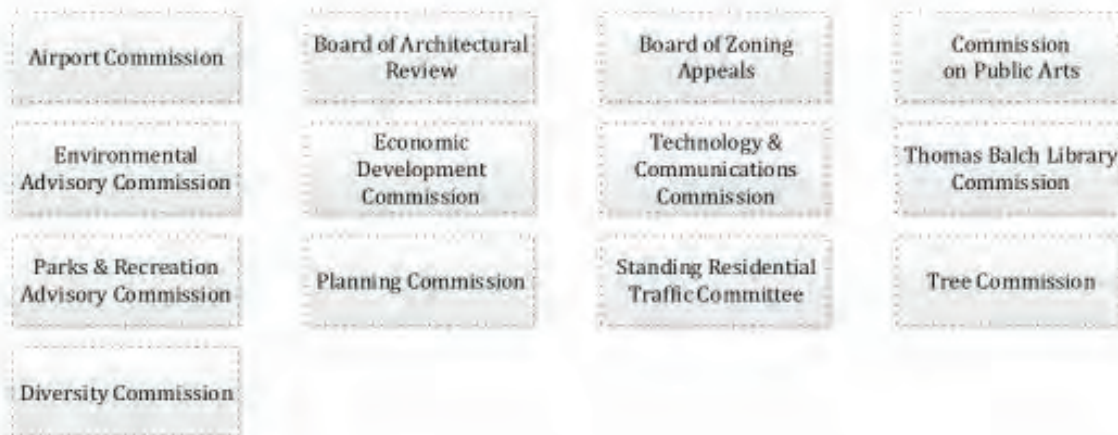 Airport Commission
Board of Architectural
Review
Board of Zoning
Appeals
Commission
on Public Arts
Environmental
Advisory Commission
Economic
Development
Commission
Technology &
Communications
Commission
Thomas Balch Library
Commission
Parks & Recreation
Advisory Commission
Planning Commission
Standing Residential
Traffic Committee
Tree Commission
Diversity Commission